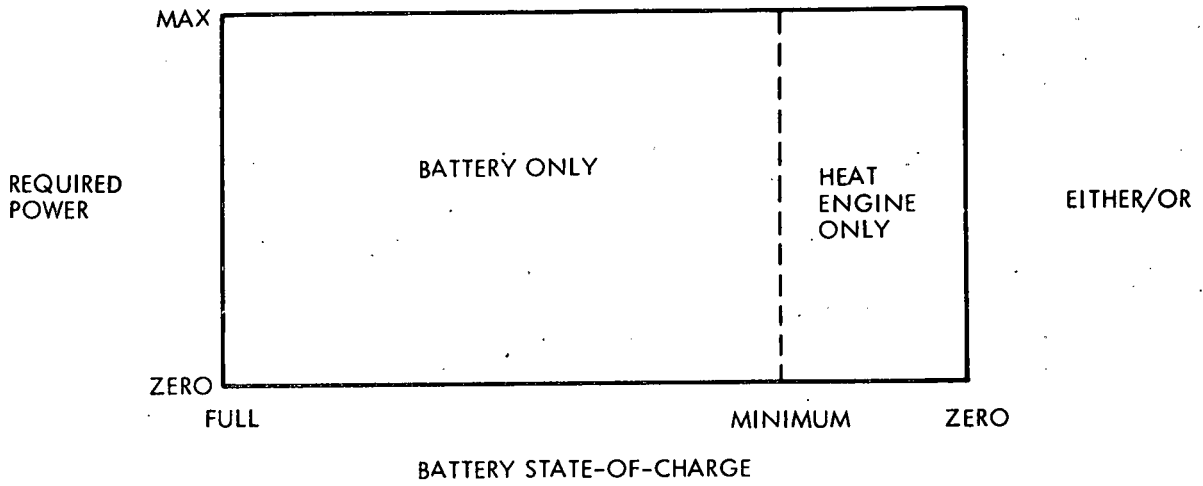 MAX
REQUIRED
POWER
BATTERY ONLY
HEAT
ENGINE
ONLY
EITHER/OR
ZERO
FULL
MINIMUM
ZERO
BATTERY STATE-OF-CHARGE